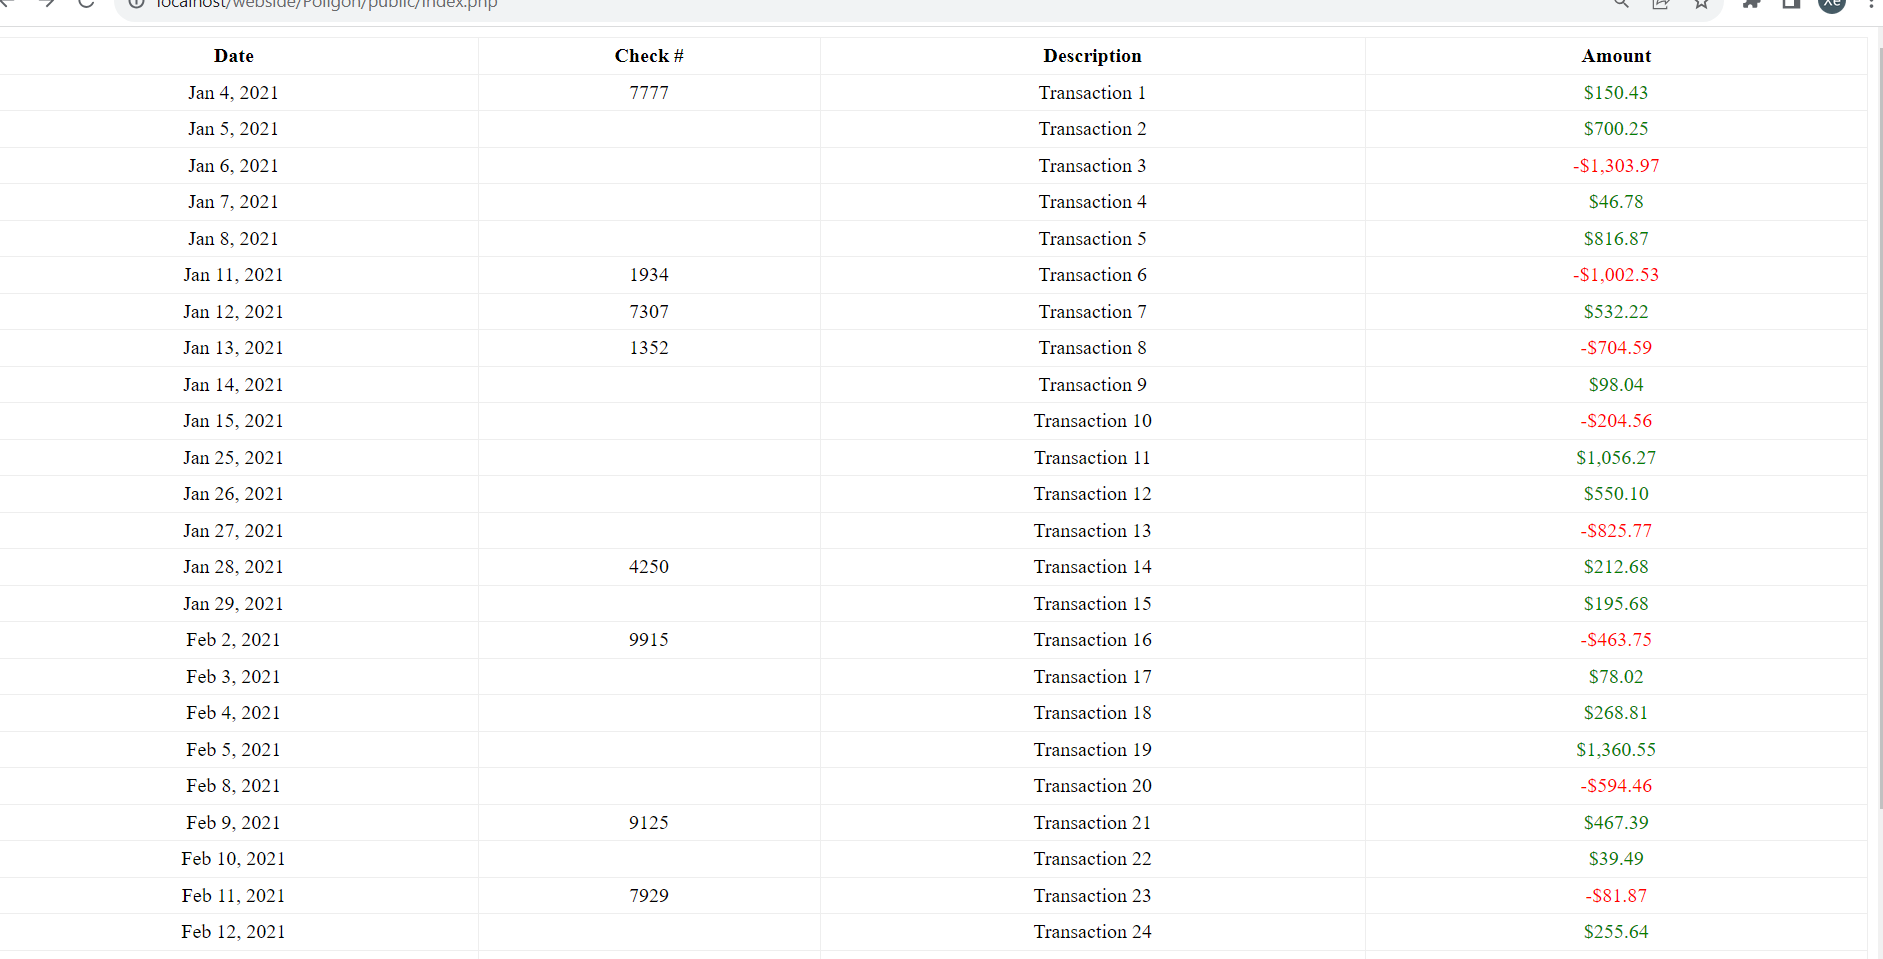 localhost/webside/Poligon/public/index.php
Xe
Date Check # Description Amount
Jan 4, 2021 7777 Transaction 1 $150.43
Jan 5, 2021 Transaction 2 $700.25
Jan 6, 2021 Transaction 3 -$1,303.97
Jan 7, 2021 Transaction 4 $46.78
Jan 8, 2021 Transaction 5 $816.87
Jan 11, 2021 1934 Transaction 6 -$1,002.53
Jan 12, 2021 7307 Transaction 7 $532.22
Jan 13, 2021 1352 Transaction 8 -$704.59
Jan 14, 2021 Transaction 9 $98.04
Jan 15, 2021 Transaction 10 -$204.56
Jan 25, 2021 Transaction 11 $1,056.27
Jan 26, 2021 Transaction 12 $550.10
Jan 27, 2021 Transaction 13 -$825.77
Jan 28, 2021 4250 Transaction 14 $212.68
Jan 29, 2021 Transaction 15 $195.68
Feb 2, 2021 9915 Transaction 16 -$463.75
Feb 3, 2021 Transaction 17 $78.02
Feb 4, 2021 Transaction 18 $268.81
Feb 5, 2021 Transaction 19 $1,360.55
Feb 8, 2021 Transaction 20 -$594.46
Feb 9, 2021 9125 Transaction 21 $467.39
Feb 10, 2021 Transaction 22 $39.49
Feb 11, 2021 7929 Transaction 23 -$81.87
Feb 12, 2021 Transaction 24 $255.64